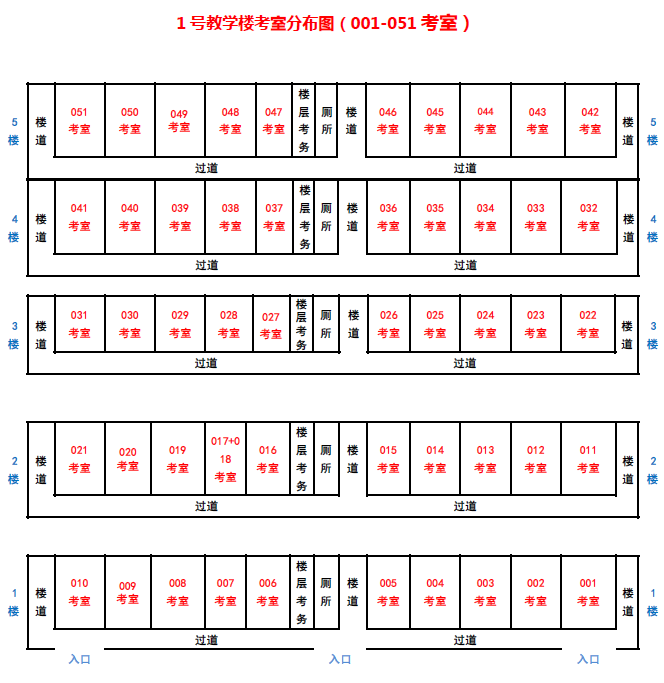 1号教学楼考室分布图（001-051考室）
5楼 楼道 051考室 050考室 049考室 048考室 047考室 楼层考务 厕所 楼道 046考室 045考室 044考室 043考室 042考室 楼道 5楼
过道 过道
4楼 楼道 041考室 040考室 039考室 038考室 037考室 楼层考务 厕所 楼道 036考室 035考室 034考室 033考室 032考室 楼道 4楼
过道 过道
3楼 楼道 031考室 030考室 029考室 028考室 027考室 楼层考务 厕所 楼道 026考室 025考室 024考室 023考室 022考室 楼道 3楼
过道 过道
2楼 楼道 021考室 020考室 019考室 017+018考室 016考室 楼层考务 厕所 楼道 015考室 014考室 013考室 012考室 011考室 楼道 2楼
过道 过道
1楼 楼道 010考室 009考室 008考室 007考室 006考室 楼层考务 厕所 楼道 005考室 004考室 003考室 002考室 001考室 楼道 1楼
过道 过道
入口 入口 入口